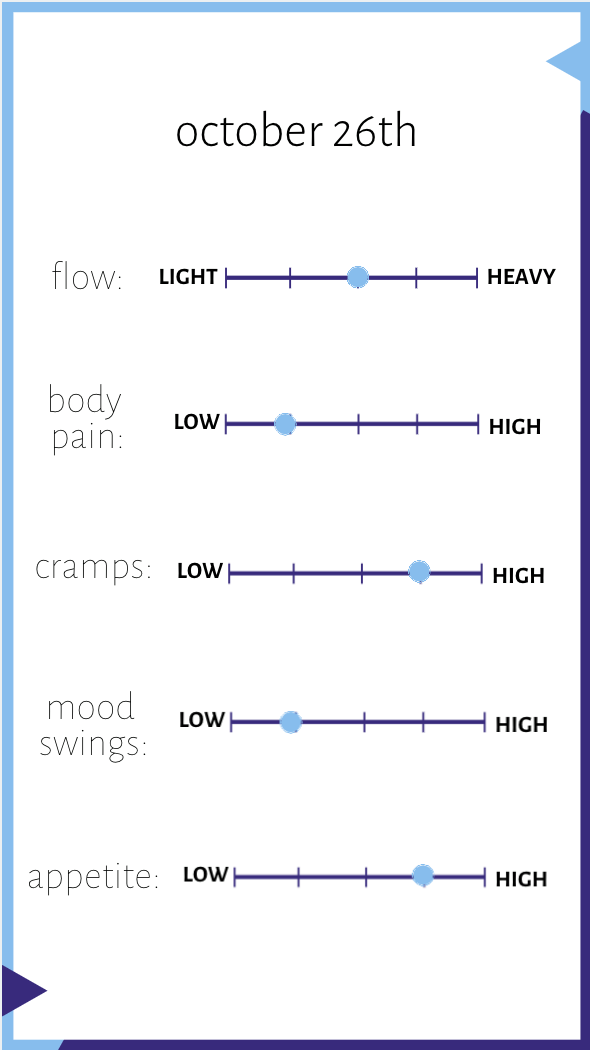 october 26th
flow: LIGHT HEAVY
body
pain: LOW HIGH
cramps: LOW HIGH
mood
swings: LOW HIGH
appetite: LOW HIGH